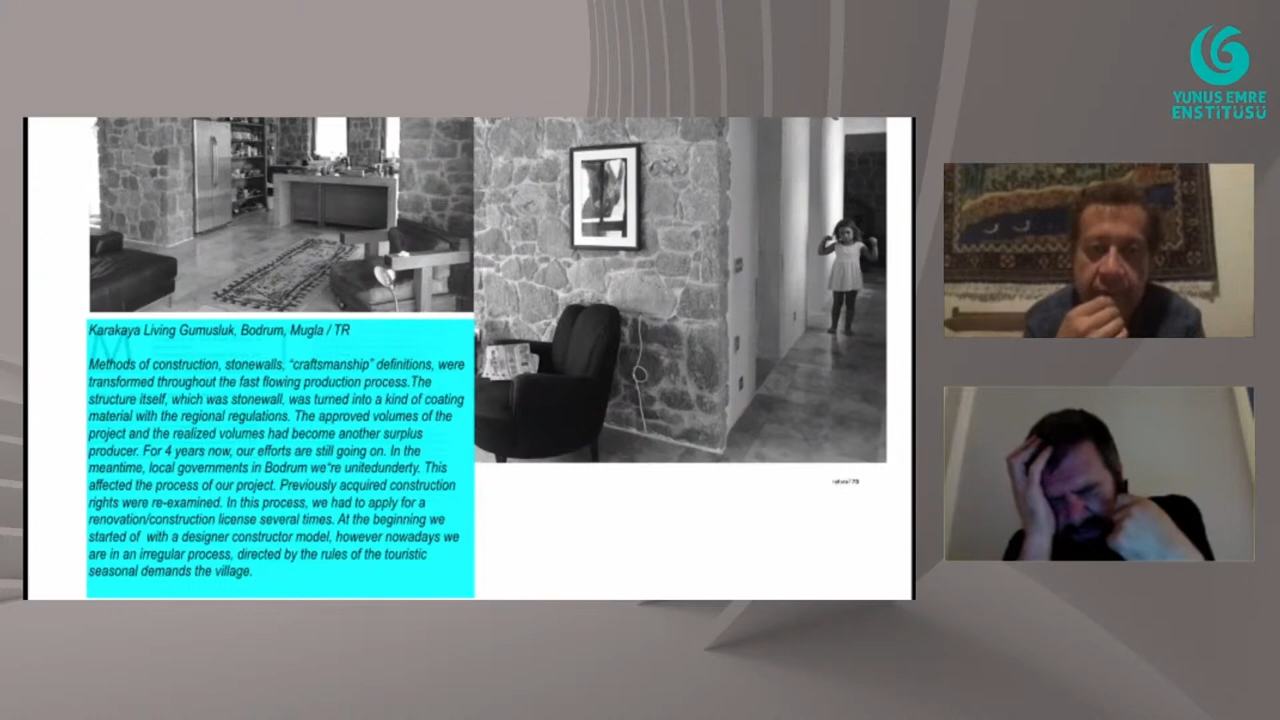 YUNUS EMRE
ENSTİTÜSÜ
Karakaya Living Gumusluk, Bodrum, Mugla / TR
Methods of construction, stonewalls, “craftsmanship” definitions, were
transformed throughout the fast flowing production process.The
structure itself, which was stonewall, was turned into a kind of coating
material with the regional regulations. The approved volumes of the
project and the realized volumes had become another surplus
producer. For 4 years now, our efforts are still going on. In the
meantime, local governments in Bodrum we“re unitedunderty. This
affected the process of our project. Previously acquired construction
rights were re-examined. In this process, we had to apply for a
renovation/construction license several times. At the beginning we
started of with a designer constructor model, however nowadays we
are in an irregular process, directed by the rules of the touristic
seasonal demands the village.